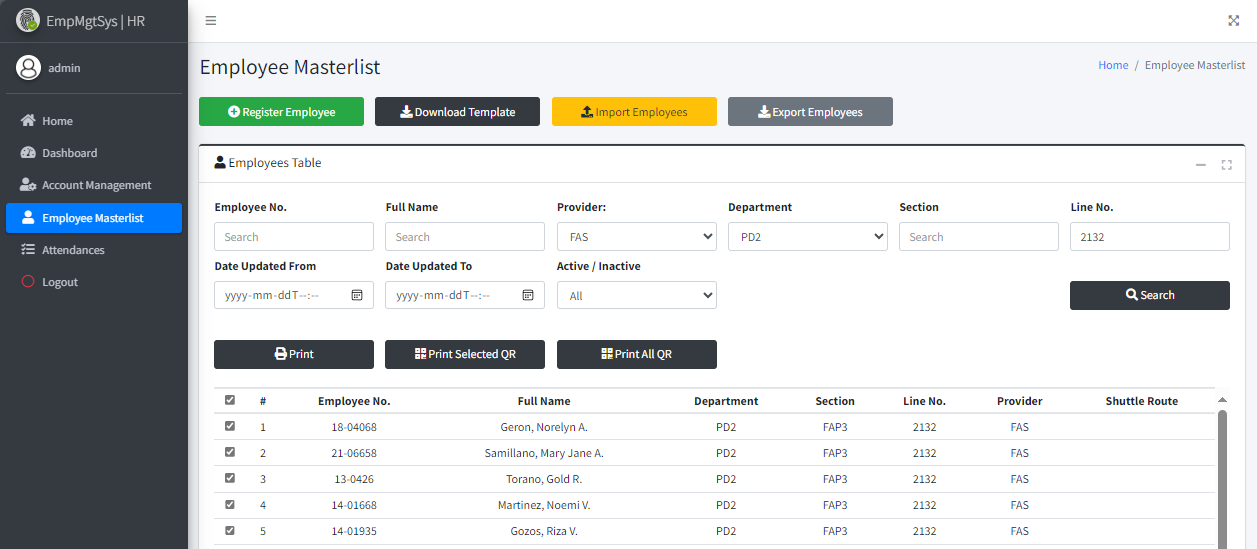 EmpMgtSys | HR
admin
Home
Dashboard
Account Management
Employee Masterlist
Attendances
Logout
Employee Masterlist
Home / Employee Masterlist
Register Employee Download Template Import Employees Export Employees
Employees Table
Employee No. Full Name Provider: Department Section Line No.
Search Search FAS PD2 Search 2132
Date Updated From Date Updated To Active / Inactive
yyyy-mm-ddT--:-- yyyy-mm-ddT--:-- All Search
Print Print Selected QR Print All QR
# Employee No. Full Name Department Section Line No. Provider Shuttle Route
1 18-04068 Geron, Norelyn A. PD2 FAP3 2132 FAS
2 21-06658 Samillano, Mary Jane A. PD2 FAP3 2132 FAS
3 13-0426 Torano, Gold R. PD2 FAP3 2132 FAS
4 14-01668 Martinez, Noemi V. PD2 FAP3 2132 FAS
5 14-01935 Gozos, Riza V. PD2 FAP3 2132 FAS